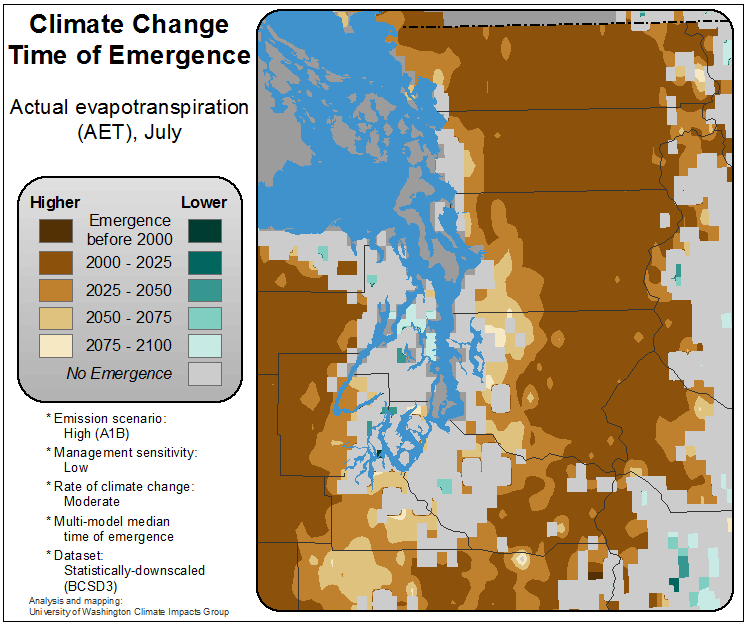 Climate Change
Time of Emergence
Actual evapotranspiration
(AET), July
Higher Lower
Emergence
before 2000
2000 - 2025
2025 - 2050
2050 - 2075
2075 - 2100
No Emergence
* Emission scenario:
High (A1B)
* Management sensitivity:
Low
* Rate of climate change:
Moderate
* Multi-model median
time of emergence
* Dataset:
Statistically-downscaled
(BCSD3)
Analysis and mapping:
University of Washington Climate Impacts Group